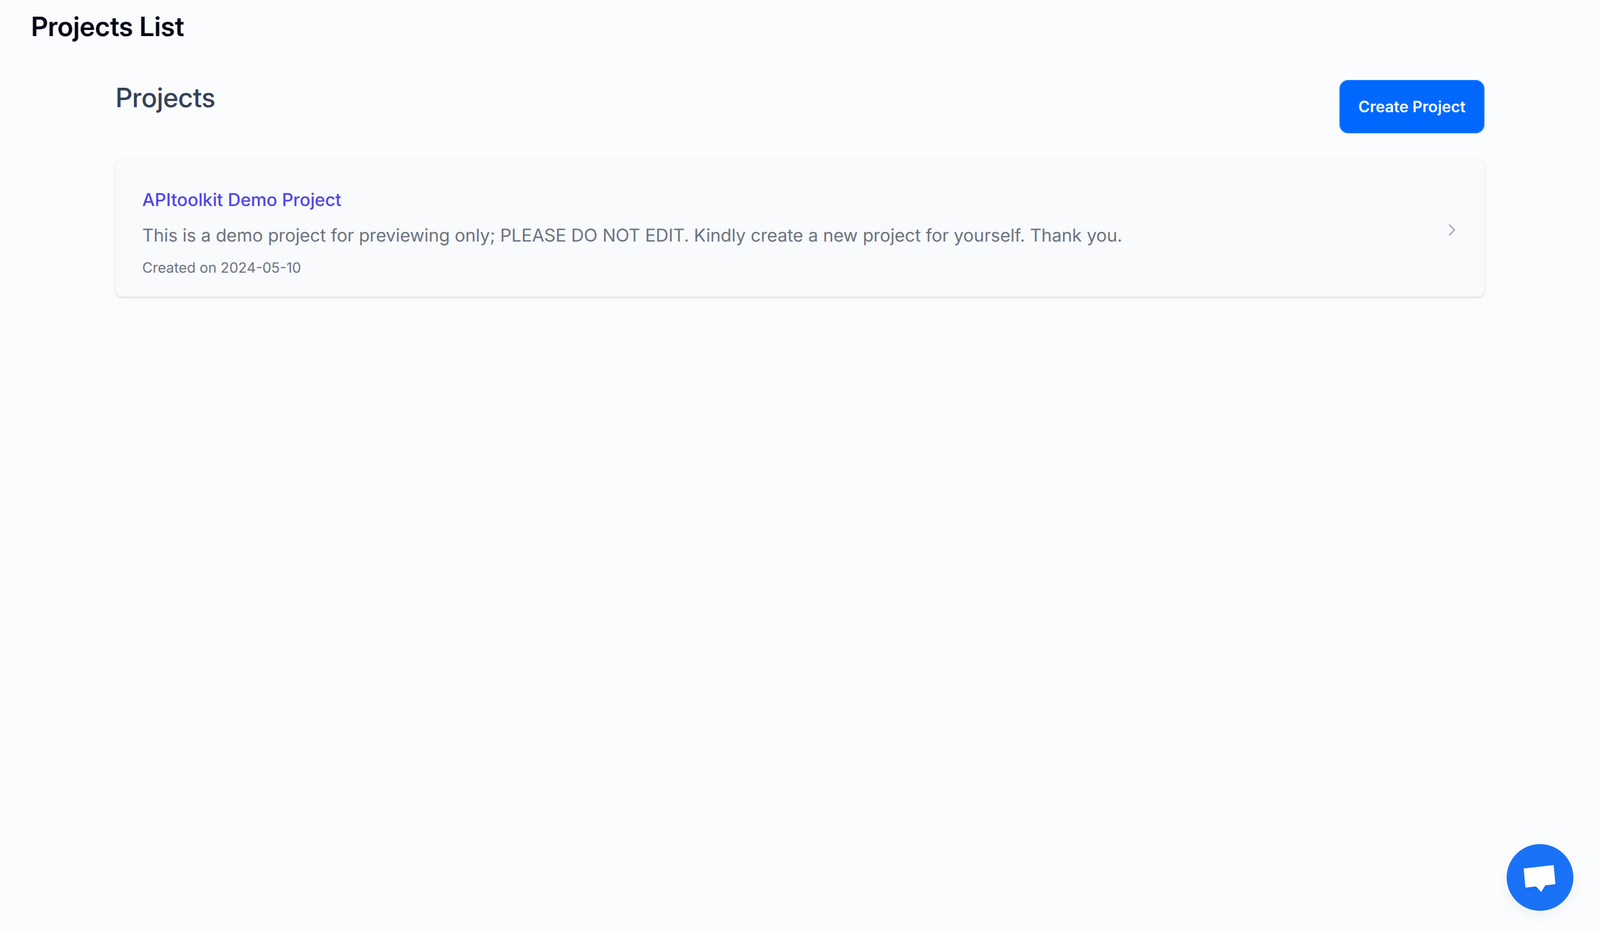 Projects List
Projects
Create Project
APItoolkit Demo Project
This is a demo project for previewing only; PLEASE DO NOT EDIT. Kindly create a new project for yourself. Thank you.
Created on 2024-05-10